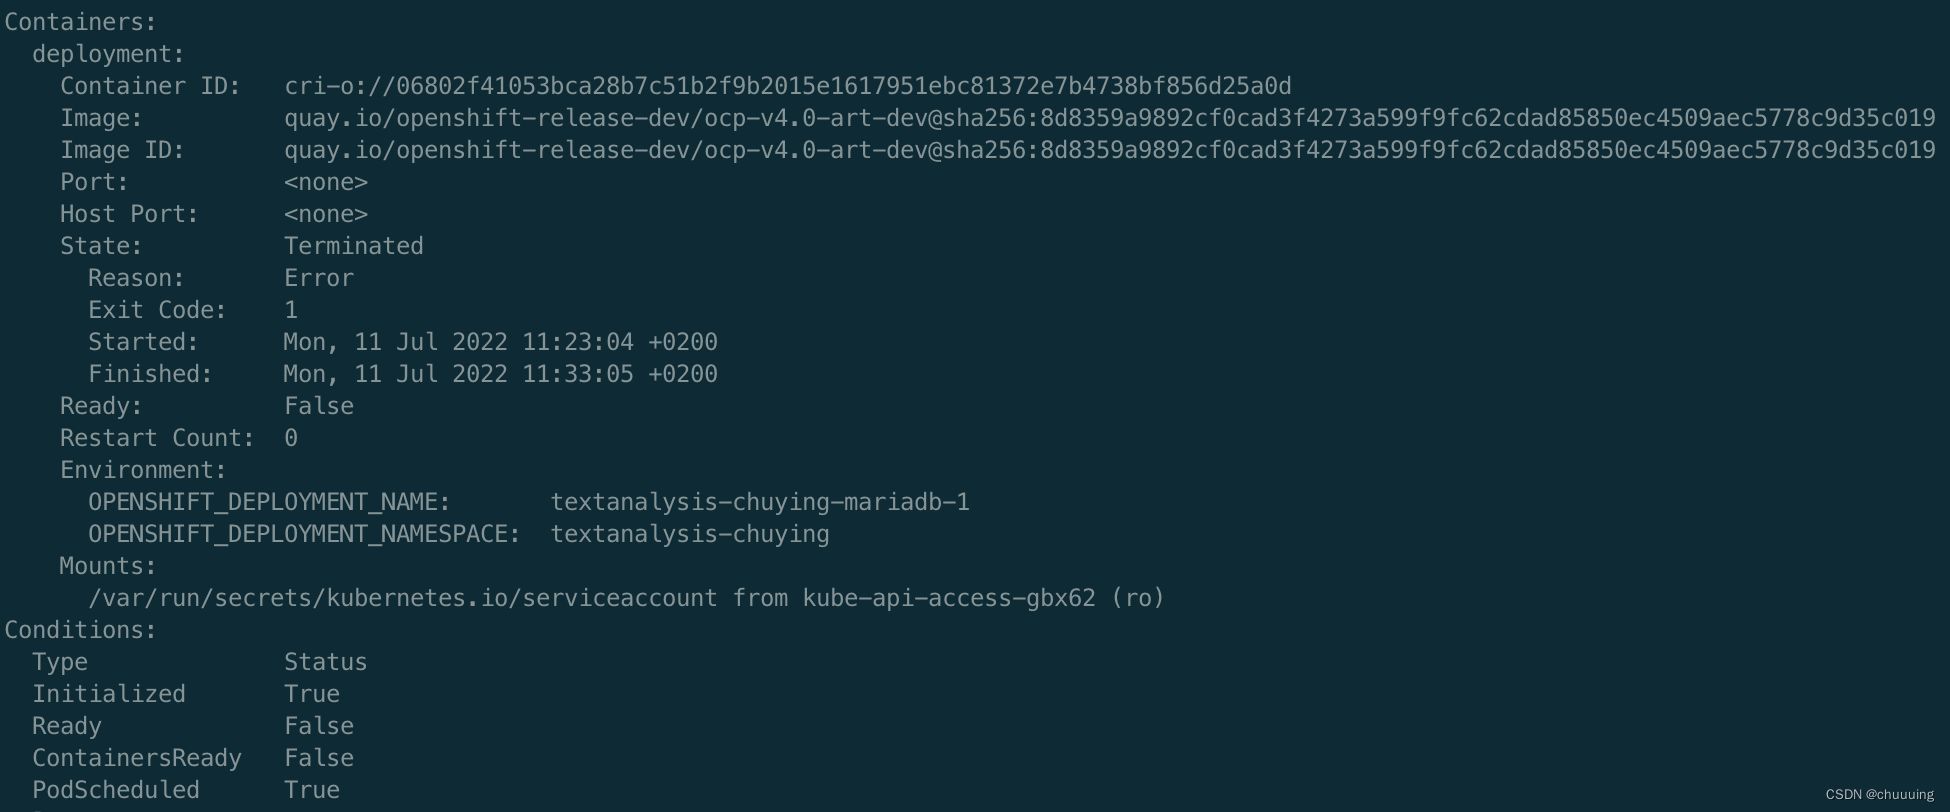 Containers:
deployment:
Container ID: cri-o://06802f41053bca28b7c51b2f9b2015e1617951ebc81372e7b4738bf856d25a0d
Image: quay.io/openshift-release-dev/ocp-v4.0-art-dev@sha256:8d8359a9892cf0cad3f4273a599f9fc62cdad85850ec4509aec5778c9d35c019
Image ID: quay.io/openshift-release-dev/ocp-v4.0-art-dev@sha256:8d8359a9892cf0cad3f4273a599f9fc62cdad85850ec4509aec5778c9d35c019
Port: <none>
Host Port: <none>
State: Terminated
Reason: Error
Exit Code: 1
Started: Mon, 11 Jul 2022 11:23:04 +0200
Finished: Mon, 11 Jul 2022 11:33:05 +0200
Ready: False
Restart Count: 0
Environment:
OPENSHIFT_DEPLOYMENT_NAME: textanalysis-chuying-mariadb-1
OPENSHIFT_DEPLOYMENT_NAMESPACE: textanalysis-chuying
Mounts:
/var/run/secrets/kubernetes.io/serviceaccount from kube-api-access-gbx62 (ro)
Conditions:
Type Status
Initialized True
Ready False
ContainersReady False
PodScheduled True
CSDN @chuuuing